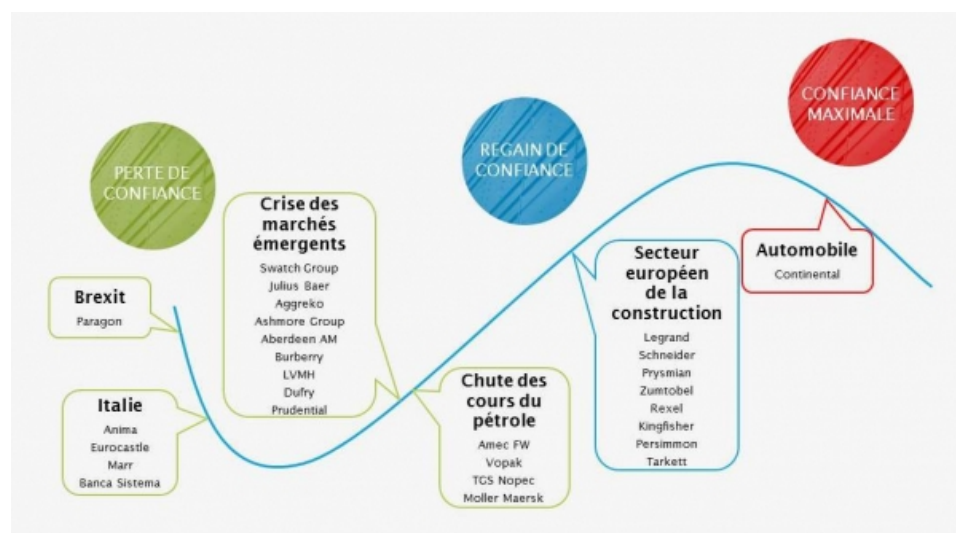 PERTE DE
CONFIANCE
REGAIN DE
CONFIANCE
CONFIANCE
MAXIMALE
Brexit
Paragon
Italie
Anima
Eurocastle
Marr
Banca Sistema
Crise des
marchés
émergents
Swatch Group
Julius Baer
Aggreko
Ashmore Group
Aberdeen AM
Burberry
LVMH
Dufry
Prudential
Chute des
cours du
pétrole
Amec FW
Vopak
TGS Nopec
Moller Maersk
Secteur
européen
de la
construction
Legrand
Schneider
Prysmian
Zumtobel
Rexel
Kingfisher
Persimmon
Tarkett
Automobile
Continental